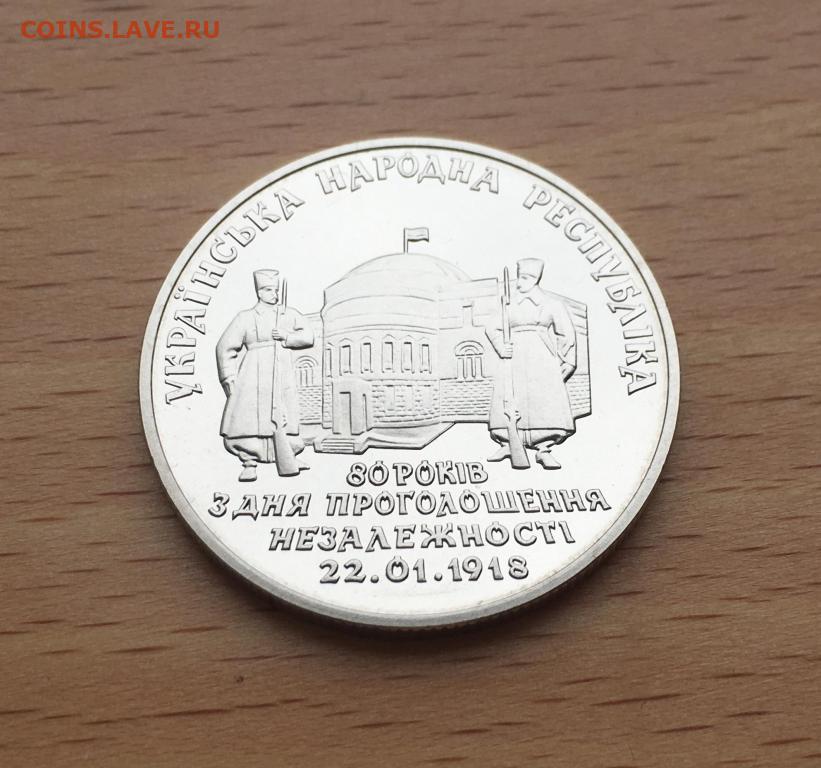 COINS.LAVE.RU
УКРАЇНСЬКА НАРОДНА РЕСПУБЛІКА
80 РОКІВ
З ДНЯ ПРОГОЛОШЕННЯ
НЕЗАЛЕЖНОСТІ
22.01.1918